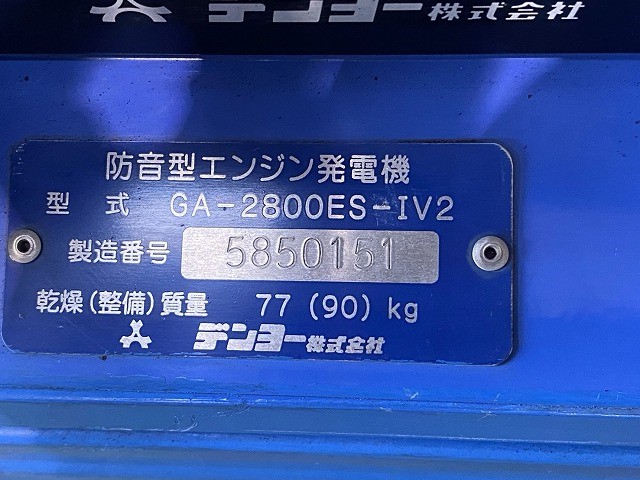 デンヨー株式会社
防音型エンジン発電機
型式 GA-2800ES-IV2
製造番号 5850151
乾燥(整備)質量 77 (90) kg
デンヨー株式会社